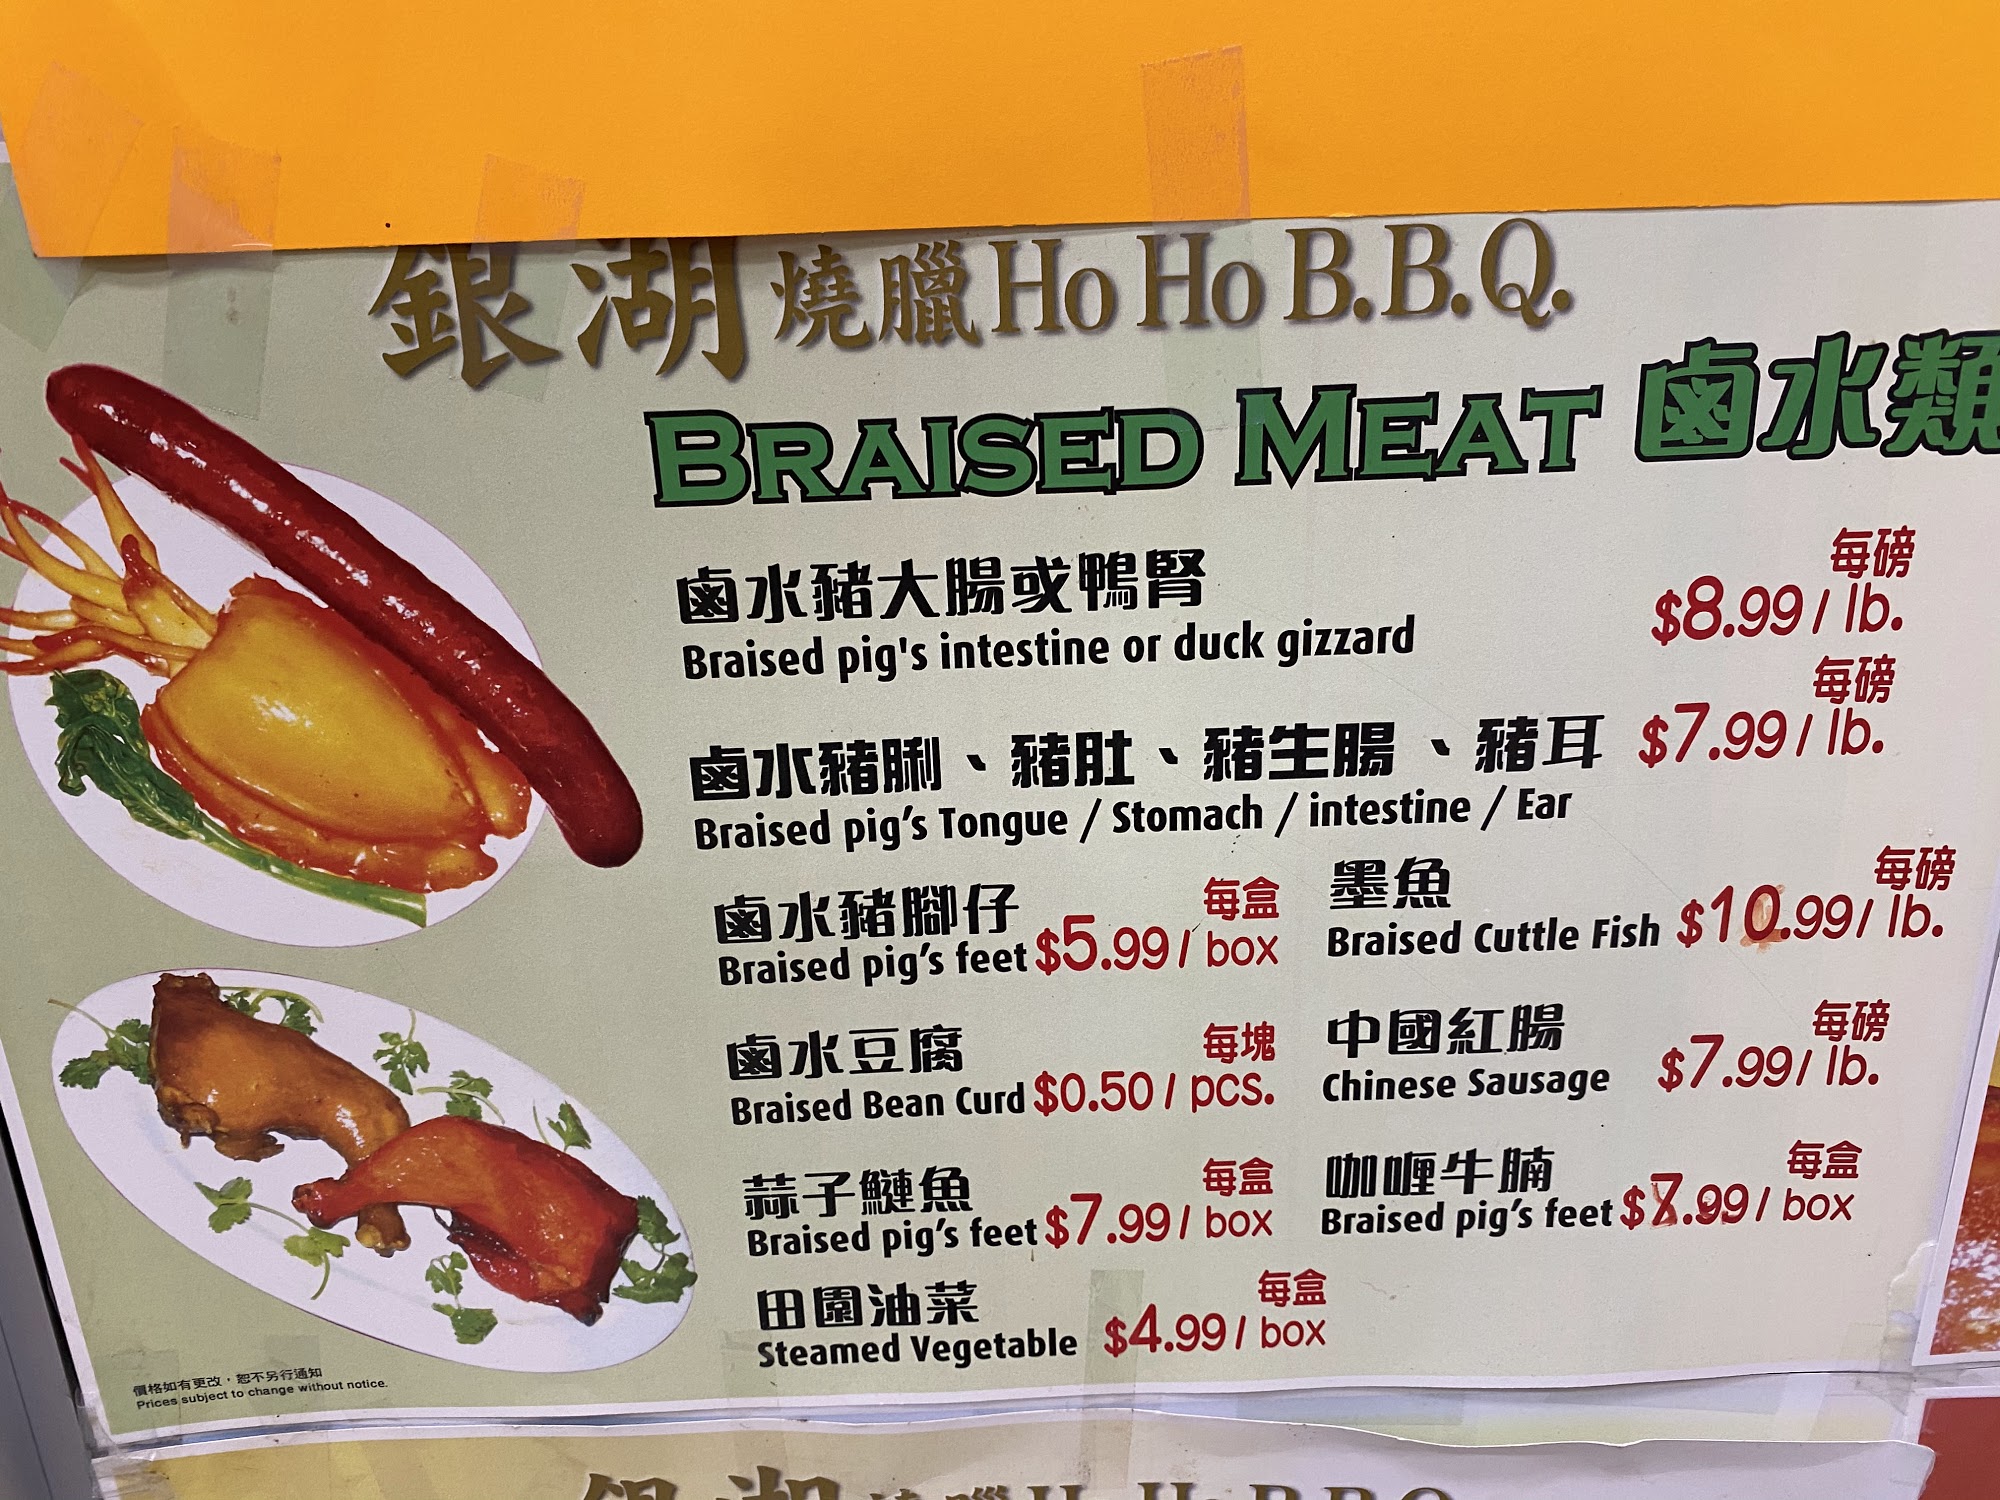 銀湖 燒臘 Ho Ho B.B.Q.
BRAISED MEAT 鹵水類
鹵水豬大腸或鴨腎
Braised pig's intestine or duck gizzard
每磅
$8.99 / lb.
鹵水豬脷、豬肚、豬生腸、豬耳
Braised pig's Tongue / Stomach / intestine / Ear
每磅
$7.99 / lb.
鹵水豬腳仔
Braised pig's feet
每盒
$5.99 / box
墨魚
Braised Cuttle Fish
每磅
$10.99 / lb.
鹵水豆腐
Braised Bean Curd
每塊
$0.50 / pcs.
中國紅腸
Chinese Sausage
每磅
$7.99 / lb.
蒜子鰱魚
Braised pig's feet
每盒
$7.99 / box
咖喱牛腩
Braised pig's feet
每盒
$7.99 / box
田園油菜
Steamed Vegetable
每盒
$4.99 / box
價格如有更改，恕不另行通知
Prices subject to change without notice.